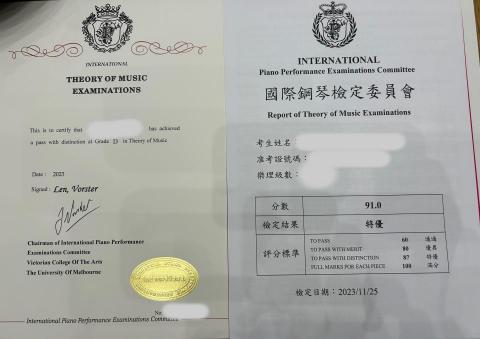 INTERNATIONAL
THEORY OF MUSIC
EXAMINATIONS
This is to certify that has achieved
a pass with distinction at Grade in Theory of Music
Date : 2023
Signed : Len, Vorster
Chairman of International Piano Performance
Examinations Committee
Victorian College Of The Arts
The University Of Melbourne
No.
International Piano Performance Examinations Committee
INTERNATIONAL
Piano Performance Examinations Committee
國際鋼琴檢定委員會
Report of Theory of Music Examinations
考生姓名:
准考證號碼:
樂理級數:
分數 91.0
檢定結果 特優
評分標準
TO PASS 60 通過
TO PASS WITH MERIT 80 優異
TO PASS WITH DISTINCTION 87 特優
FULL MARKS FOR EACH PIECE 100 滿分
檢定日期:2023/11/25